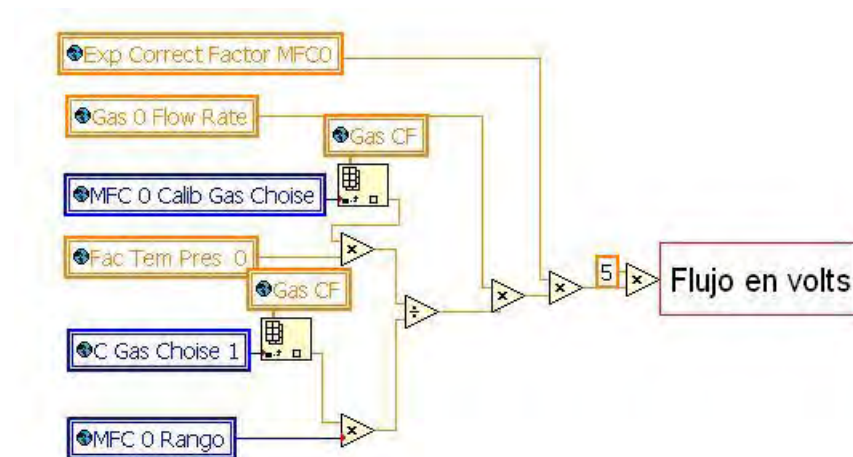 Exp Correct Factor MFC0
Gas 0 Flow Rate
Gas CF
MFC 0 Calib Gas Choise
Fac Tem Pres 0
Gas CF
C Gas Choise 1
MFC 0 Rango
5
Flujo en volts